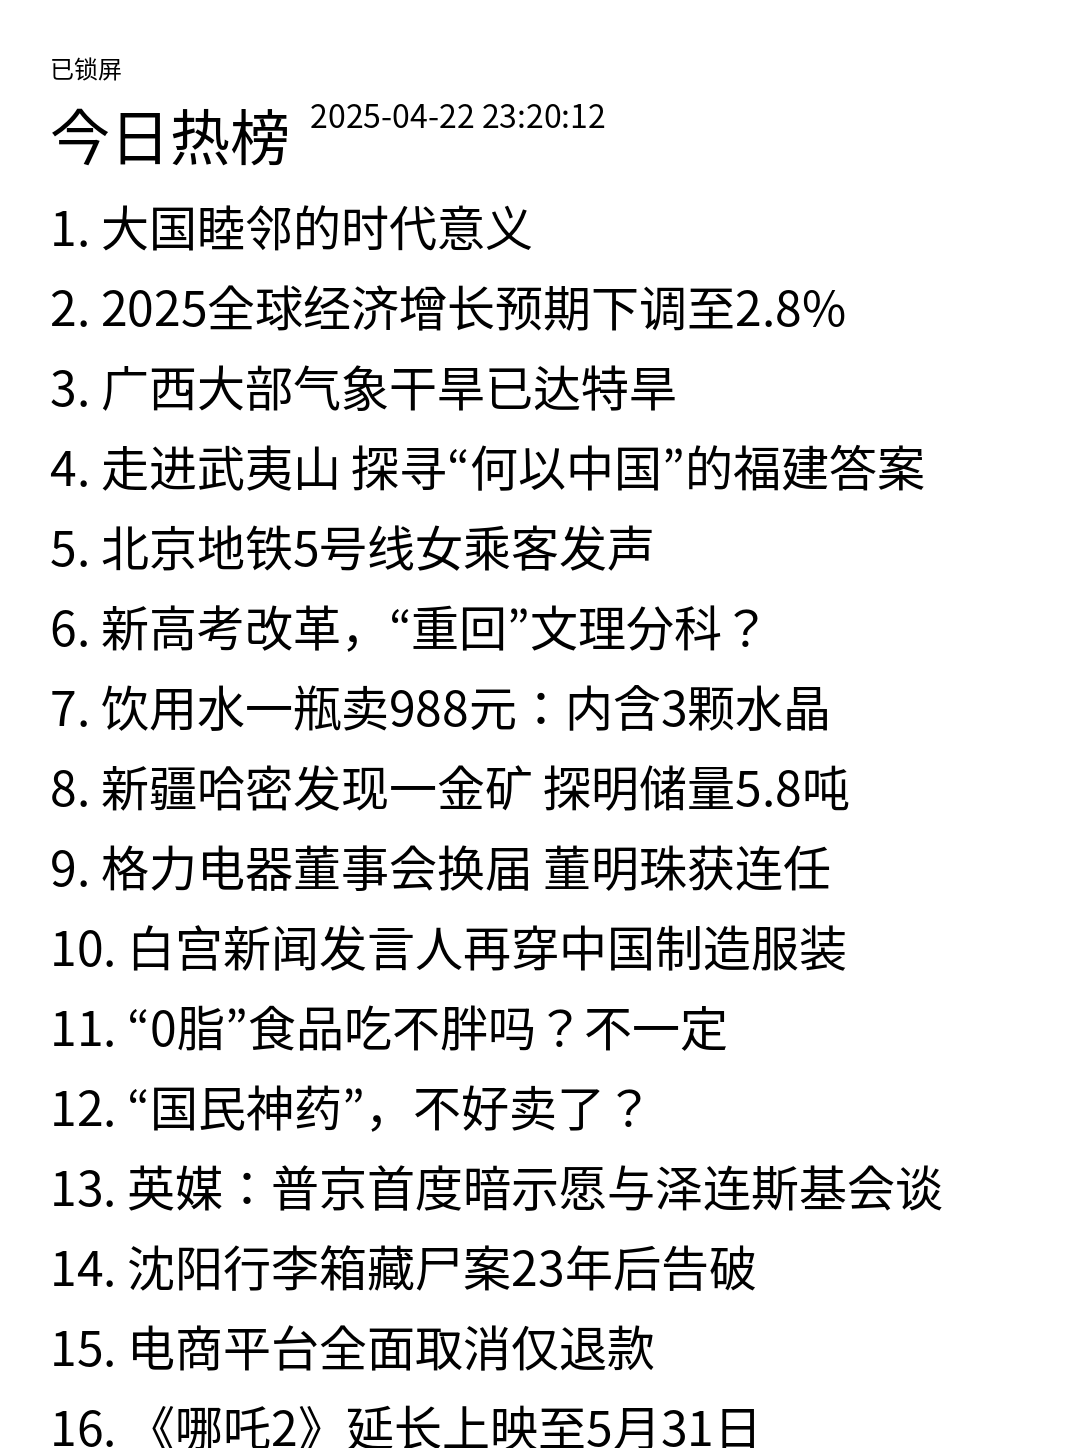 已锁屏
今日热榜 2025-04-22 23:20:12
1. 大国睦邻的时代意义
2. 2025全球经济增长预期下调至2.8%
3. 广西大部气象干旱已达特旱
4. 走进武夷山 探寻“何以中国”的福建答案
5. 北京地铁5号线女乘客发声
6. 新高考改革，“重回”文理分科？
7. 饮用水一瓶卖988元：内含3颗水晶
8. 新疆哈密发现一金矿 探明储量5.8吨
9. 格力电器董事会换届 董明珠获连任
10. 白宫新闻发言人再穿中国制造服装
11. “0脂”食品吃不胖吗？不一定
12. “国民神药”，不好卖了？
13. 英媒：普京首度暗示愿与泽连斯基会谈
14. 沈阳行李箱藏尸案23年后告破
15. 电商平台全面取消仅退款
16. 《哪吒2》延长上映至5月31日